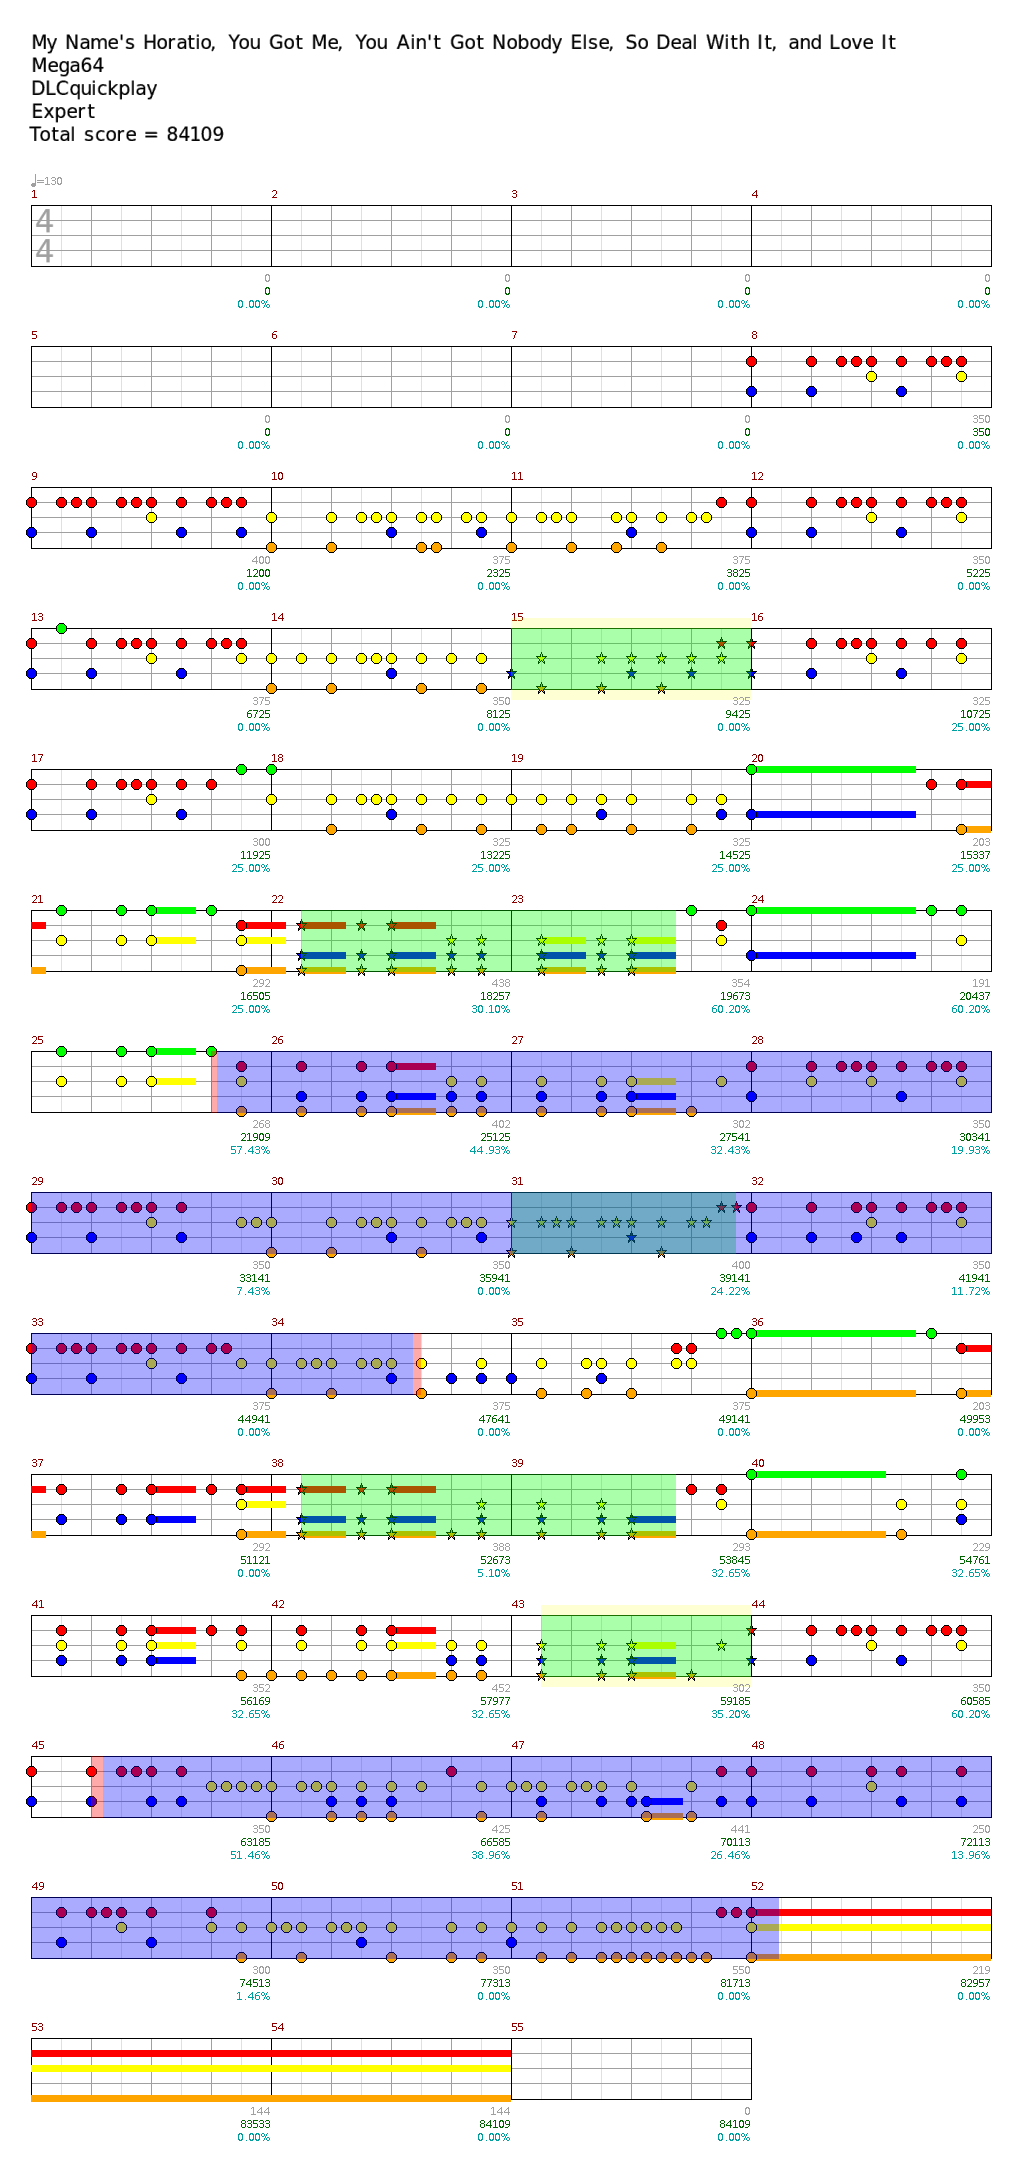 My Name's Horatio, You Got Me, You Ain't Got Nobody Else, So Deal With It, and Love It
Mega64
DLCquickplay
Expert
Total score = 84109
♩=130
1 2 3 4
4
4
0 0 0 0
0 0 0 0
0.00% 0.00% 0.00% 0.00%
5 6 7 8
0 0 0 350
0 0 0 350
0.00% 0.00% 0.00% 0.00%
9 10 11 12
400 375 375 350
1200 2325 3825 5225
0.00% 0.00% 0.00% 0.00%
13 14 15 16
375 350 325 325
6725 8125 9425 10725
0.00% 0.00% 0.00% 25.00%
17 18 19 20
300 325 325 203
11925 13225 14525 15337
25.00% 25.00% 25.00% 25.00%
21 22 23 24
292 438 354 191
16505 18257 19673 20437
25.00% 30.10% 60.20% 60.20%
25 26 27 28
268 402 302 350
21909 25125 27541 30341
57.43% 44.93% 32.43% 19.93%
29 30 31 32
350 350 400 350
33141 35941 39141 41941
7.43% 0.00% 24.22% 11.72%
33 34 35 36
375 375 375 203
44941 47641 49141 49953
0.00% 0.00% 0.00% 0.00%
37 38 39 40
292 388 293 229
51121 52673 53845 54761
0.00% 5.10% 32.65% 32.65%
41 42 43 44
352 452 302 350
56169 57977 59185 60585
32.65% 32.65% 35.20% 60.20%
45 46 47 48
350 425 441 250
63185 66585 70113 72113
51.46% 38.96% 26.46% 13.96%
49 50 51 52
300 350 550 219
74513 77313 81713 82957
1.46% 0.00% 0.00% 0.00%
53 54 55
144 144 0
83533 84109 84109
0.00% 0.00% 0.00%